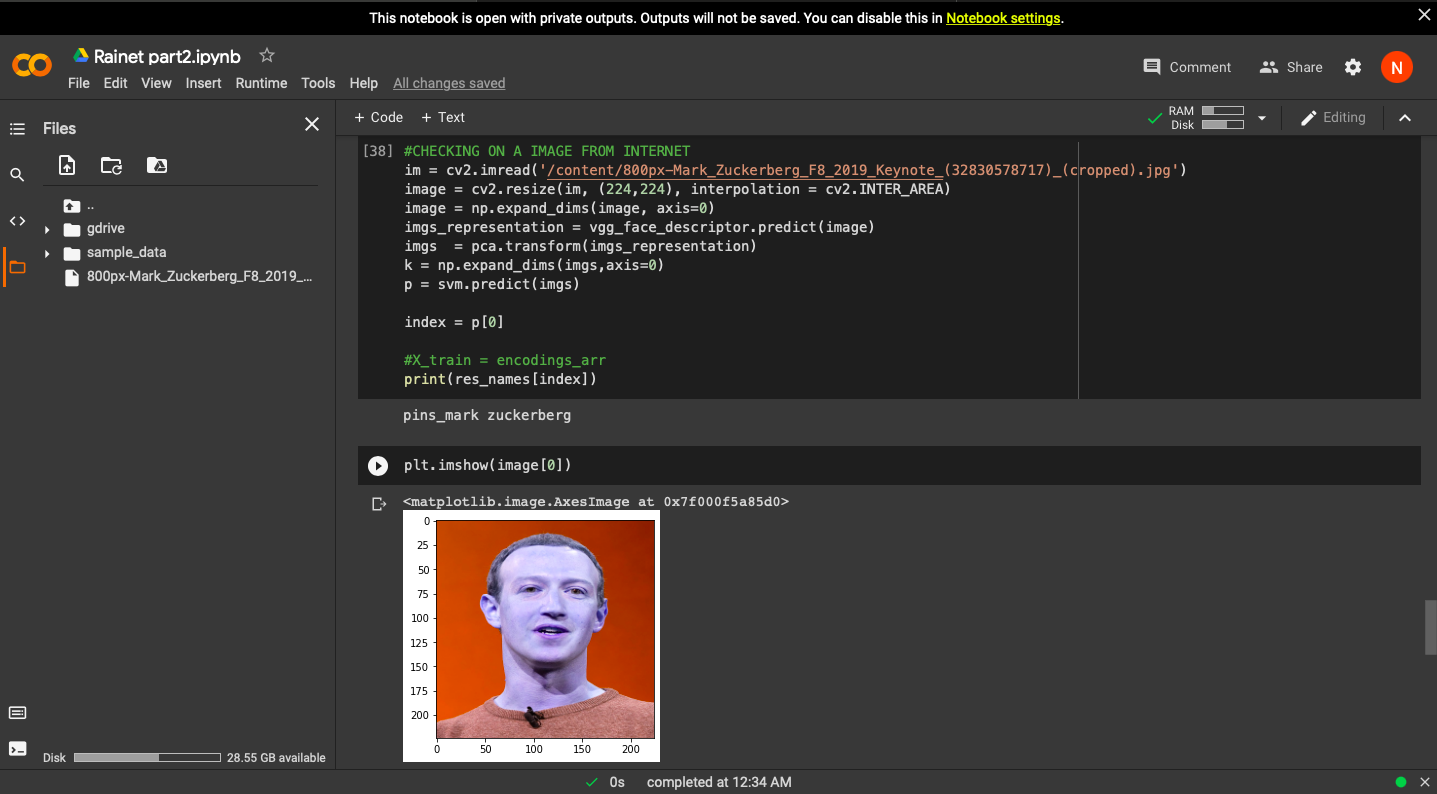 This notebook is open with private outputs. Outputs will not be saved. You can disable this in Notebook settings.
Rainet part2.ipynb
File Edit View Insert Runtime Tools Help All changes saved
Comment
Share
N
Files
+ Code + Text
RAM
Disk
Editing
..
gdrive
sample_data
800px-Mark_Zuckerberg_F8_2019_...
Disk 28.55 GB available
[38] #CHECKING ON A IMAGE FROM INTERNET
im = cv2.imread('/content/800px-Mark_Zuckerberg_F8_2019_Keynote_(32830578717)_(cropped).jpg')
image = cv2.resize(im, (224,224), interpolation = cv2.INTER_AREA)
image = np.expand_dims(image, axis=0)
imgs_representation = vgg_face_descriptor.predict(image)
imgs  = pca.transform(imgs_representation)
k = np.expand_dims(imgs,axis=0)
p = svm.predict(imgs)
index = p[0]
#X_train = encodings_arr
print(res_names[index])
pins_mark zuckerberg
plt.imshow(image[0])
<matplotlib.image.AxesImage at 0x7f000f5a85d0>
0
25
50
75
100
125
150
175
200
0 50 100 150 200
0s completed at 12:34 AM